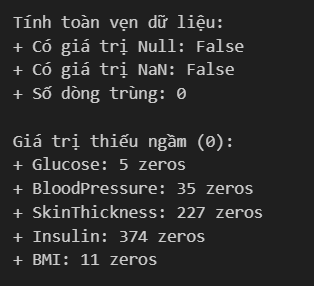 Tính toàn vẹn dữ liệu:
+ Có giá trị Null: False
+ Có giá trị NaN: False
+ Số dòng trùng: 0
Giá trị thiếu ngầm (0):
+ Glucose: 5 zeros
+ BloodPressure: 35 zeros
+ SkinThickness: 227 zeros
+ Insulin: 374 zeros
+ BMI: 11 zeros